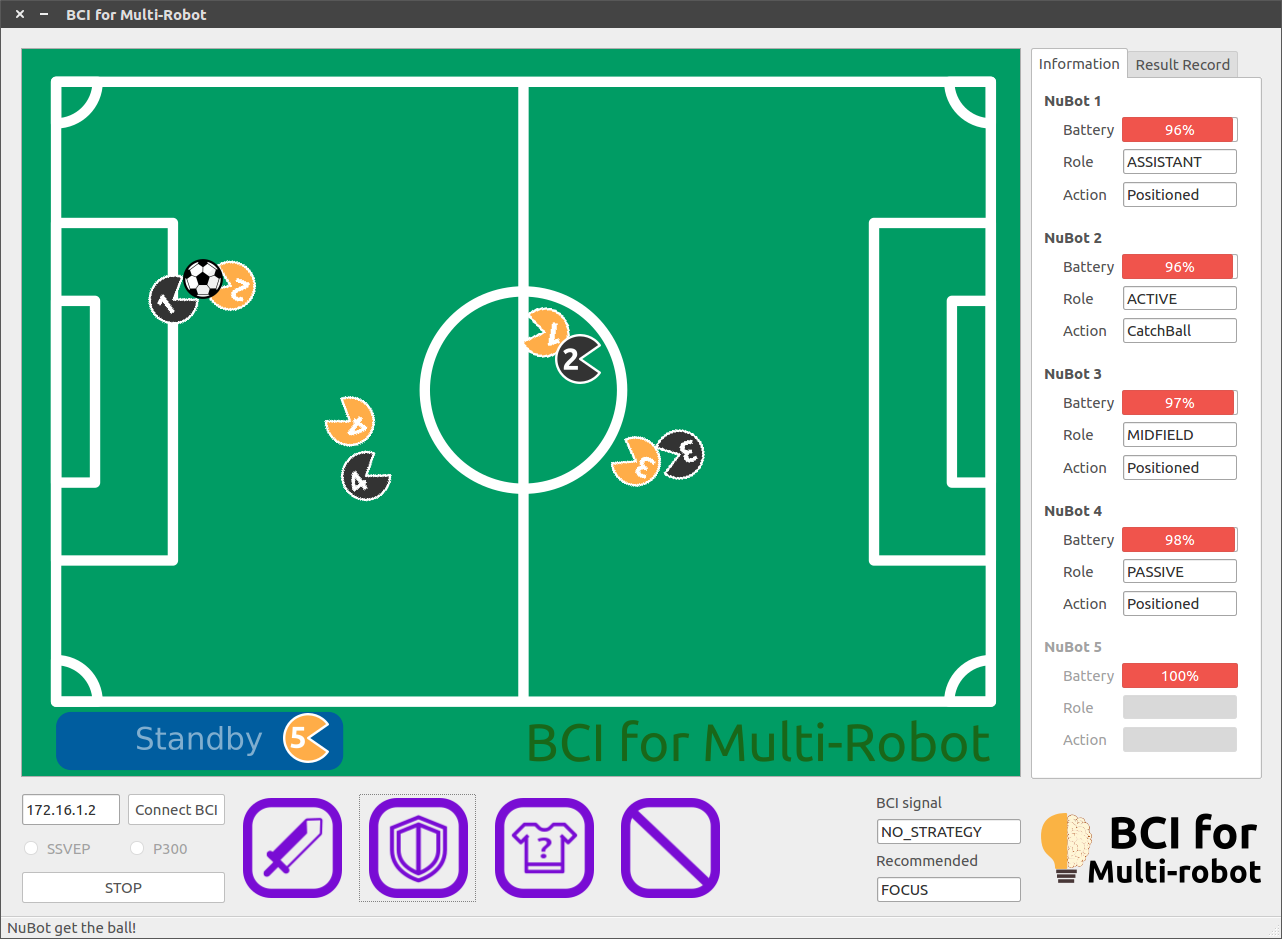 BCI for Multi-Robot
Information
Result Record
NuBot 1
Battery 96%
Role ASSISTANT
Action Positioned
NuBot 2
Battery 96%
Role ACTIVE
Action CatchBall
NuBot 3
Battery 97%
Role MIDFIELD
Action Positioned
NuBot 4
Battery 98%
Role PASSIVE
Action Positioned
NuBot 5
Battery 100%
Role
Action
1
2
1
2
4
4
3
3
Standby 5
BCI for Multi-Robot
172.16.1.2 Connect BCI
SSVEP P300
STOP
?
BCI signal
NO_STRATEGY
Recommended
FOCUS
BCI for
Multi-robot
NuBot get the ball!